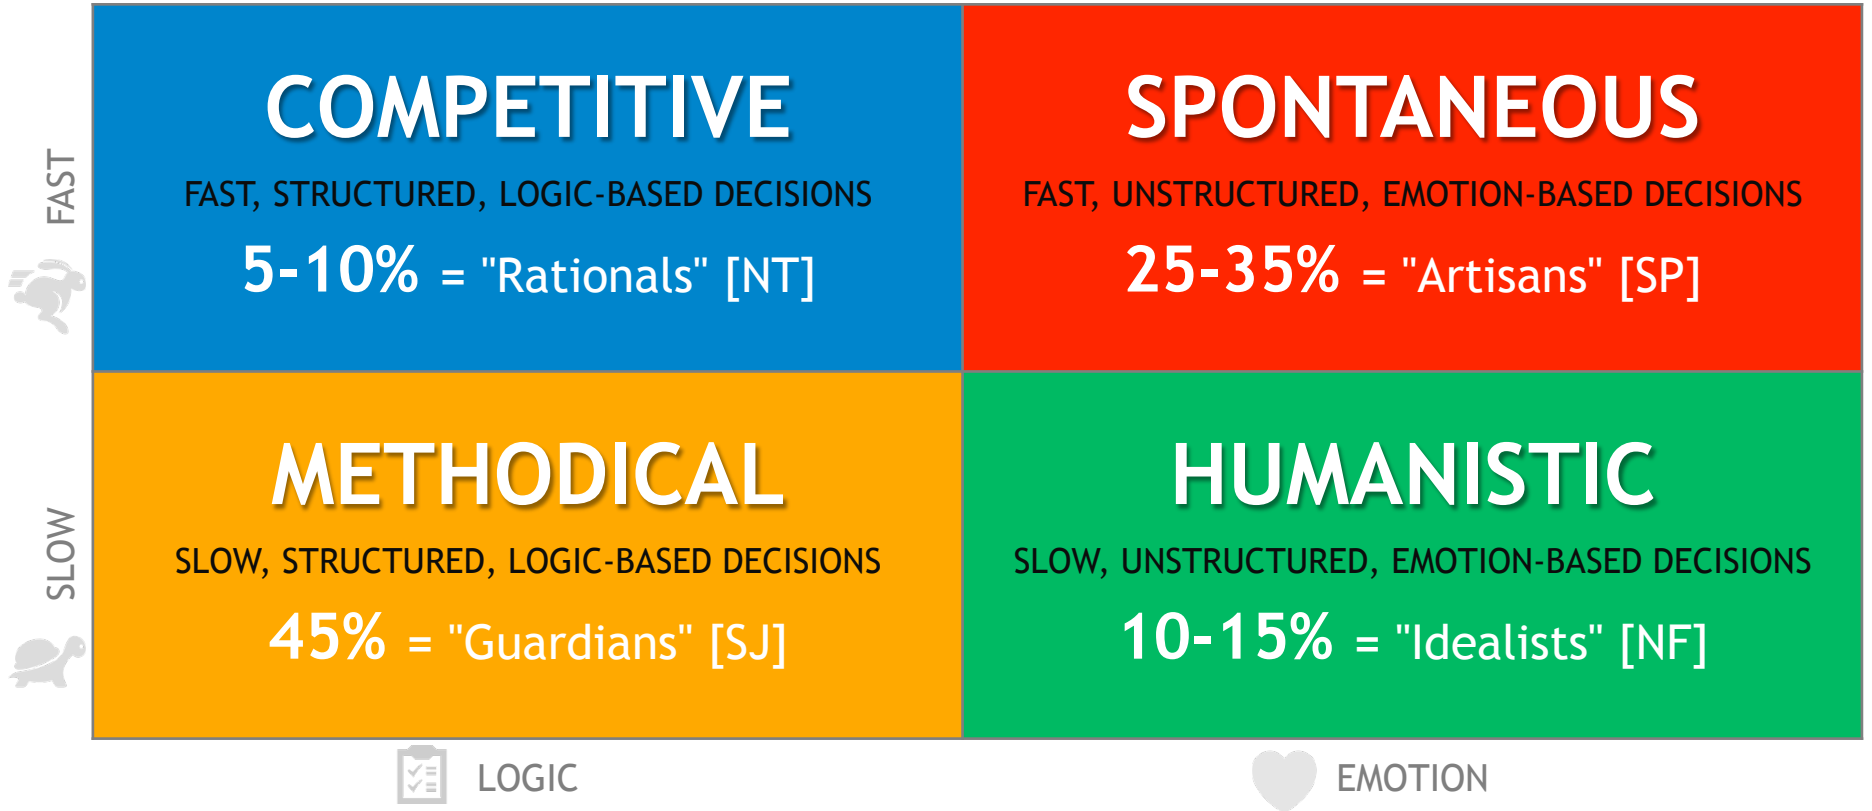 FAST
COMPETITIVE
FAST, STRUCTURED, LOGIC-BASED DECISIONS
5-10% = "Rationals" [NT]
SPONTANEOUS
FAST, UNSTRUCTURED, EMOTION-BASED DECISIONS
25-35% = "Artisans" [SP]
SLOW
METHODICAL
SLOW, STRUCTURED, LOGIC-BASED DECISIONS
45% = "Guardians" [SJ]
HUMANISTIC
SLOW, UNSTRUCTURED, EMOTION-BASED DECISIONS
10-15% = "Idealists" [NF]
LOGIC
EMOTION